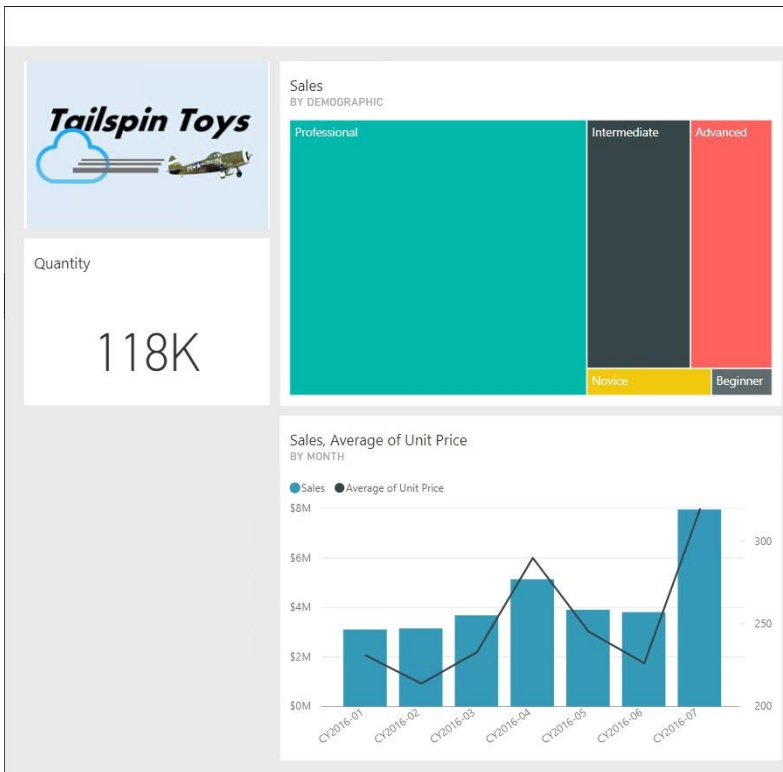 Tailspin Toys
Quantity
118K
Sales
BY DEMOGRAPHIC
Professional
Intermediate
Advanced
Novice
Beginner
Sales, Average of Unit Price
BY MONTH
Sales Average of Unit Price
$8M
$6M
$4M
$2M
$0M
300
250
200
CY2016-01
CY2016-02
CY2016-03
CY2016-04
CY2016-05
CY2016-06
CY2016-07